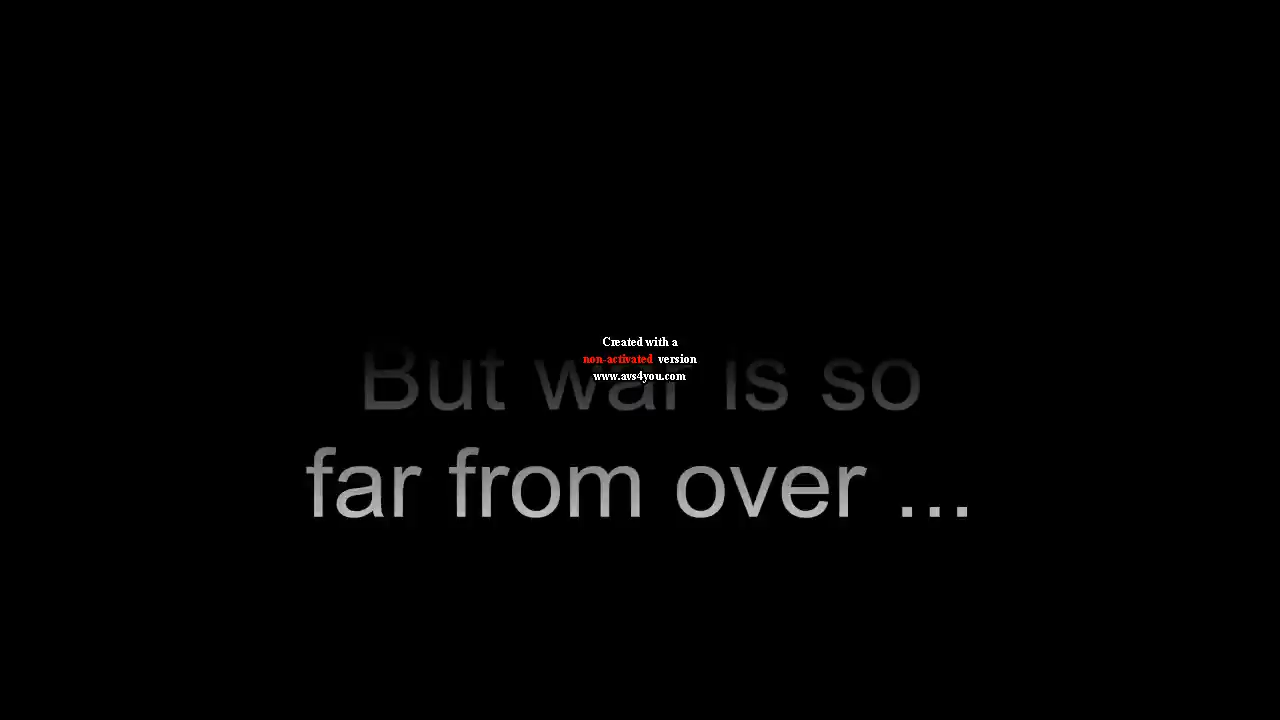 Created with a
non-activated version
www.avs4you.com
But war is so
far from over ...